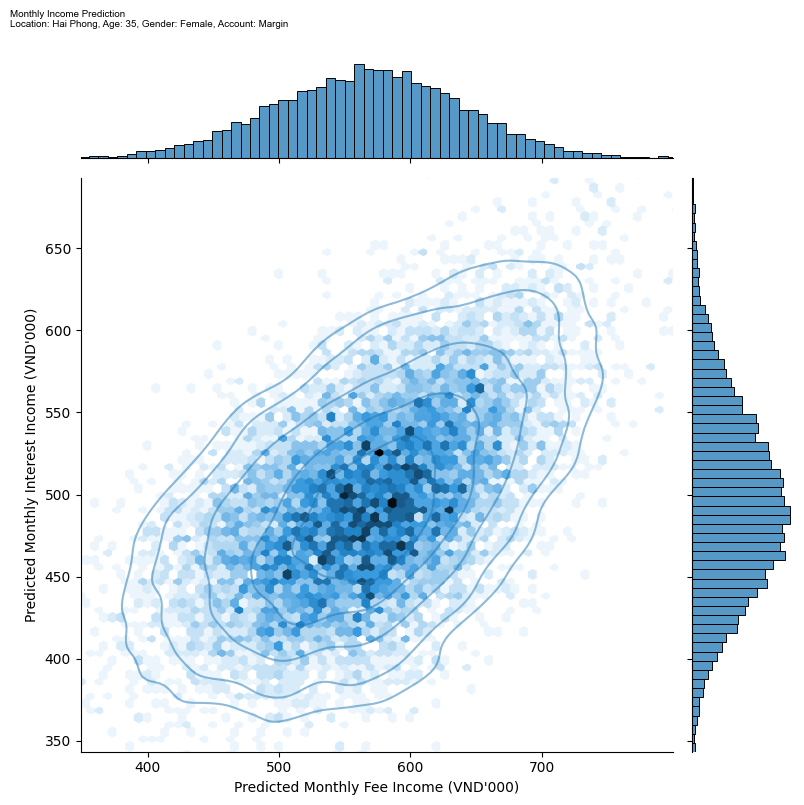 Monthly Income Prediction
Location: Hai Phong, Age: 35, Gender: Female, Account: Margin
650
600
550
500
450
400
350
Predicted Monthly Interest Income (VND'000)
400 500 600 700
Predicted Monthly Fee Income (VND'000)